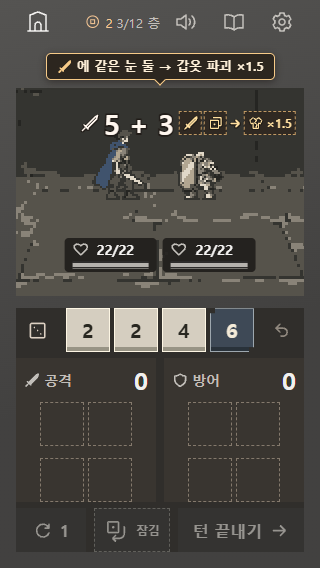 2 3/12 층
에 같은 눈 둘 → 갑옷 파괴 ×1.5
5 + 3 → ×1.5
22/22 22/22
2 2 4 6
공격 0 방어 0
1 잠김 턴 끝내기 →